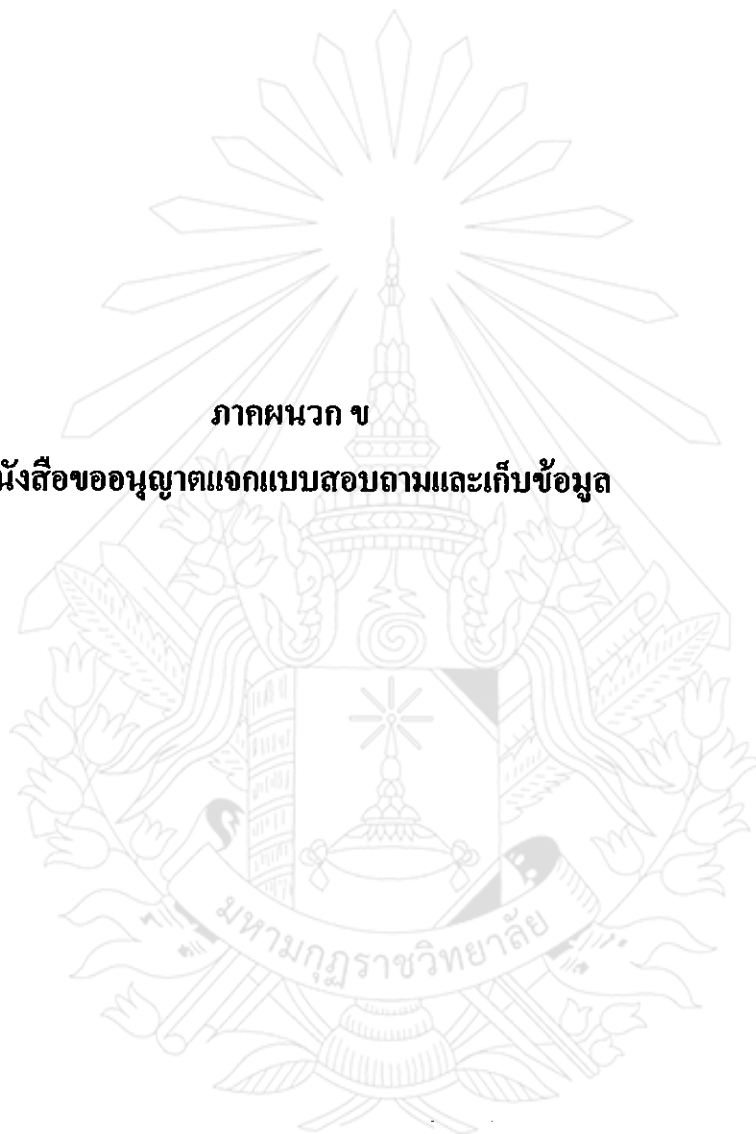 ภาคผนวก ข
นังสือขออนุญาตแจกแบบสอบถามและเก็บข้อมูล
มหามกุฏราชวิทยาลัย